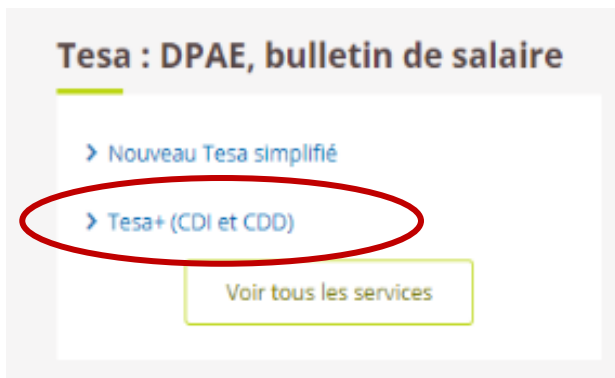 Tesa : DPAE, bulletin de salaire
Nouveau Tesa simplifié
Tesa+ (CDI et CDD)
Voir tous les services